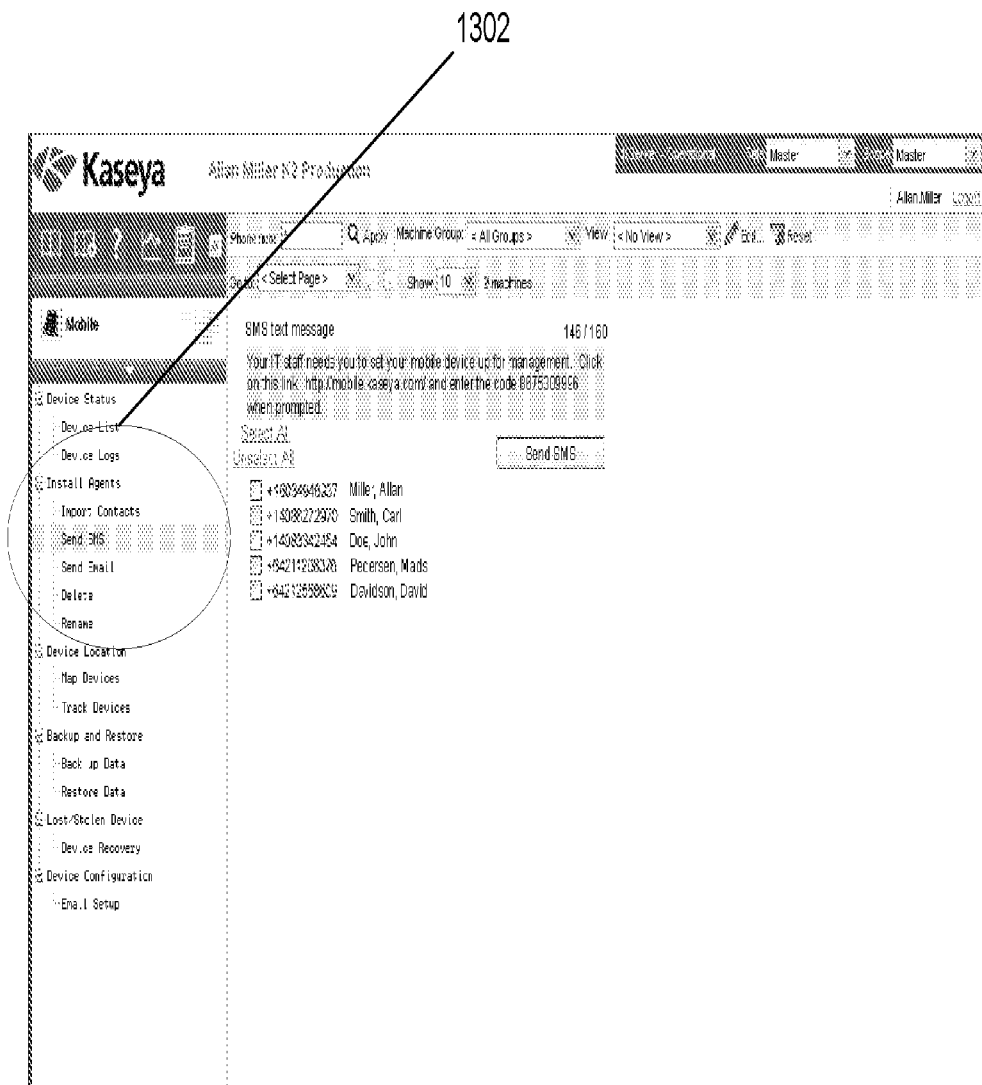 1302
Kaseya
Allan Miller K2 Production
Master
Master
Allan.Miller
Apply Machine Group: < All Groups > View < No View > Edit... Reset
< Select Page > Show 10 machines
Mobile
SMS text message 146 / 160
Your IT staff needs you to set your mobile device up for management. Click
on this link http://mobile.kaseya.com/ and enter the code
when prompted.
Select All
Unselect All
Send SMS
Miller, Allan
Smith, Carl
Doe, John
Pedersen, Mads
Davidson, David
Device Status
Device List
Device Logs
Install Agents
Import Contacts
Send SMS
Send Email
Delete
Rename
Device Location
Map Devices
Track Devices
Backup and Restore
Back up Data
Restore Data
Lost/Stolen Device
Device Recovery
Device Configuration
Email Setup